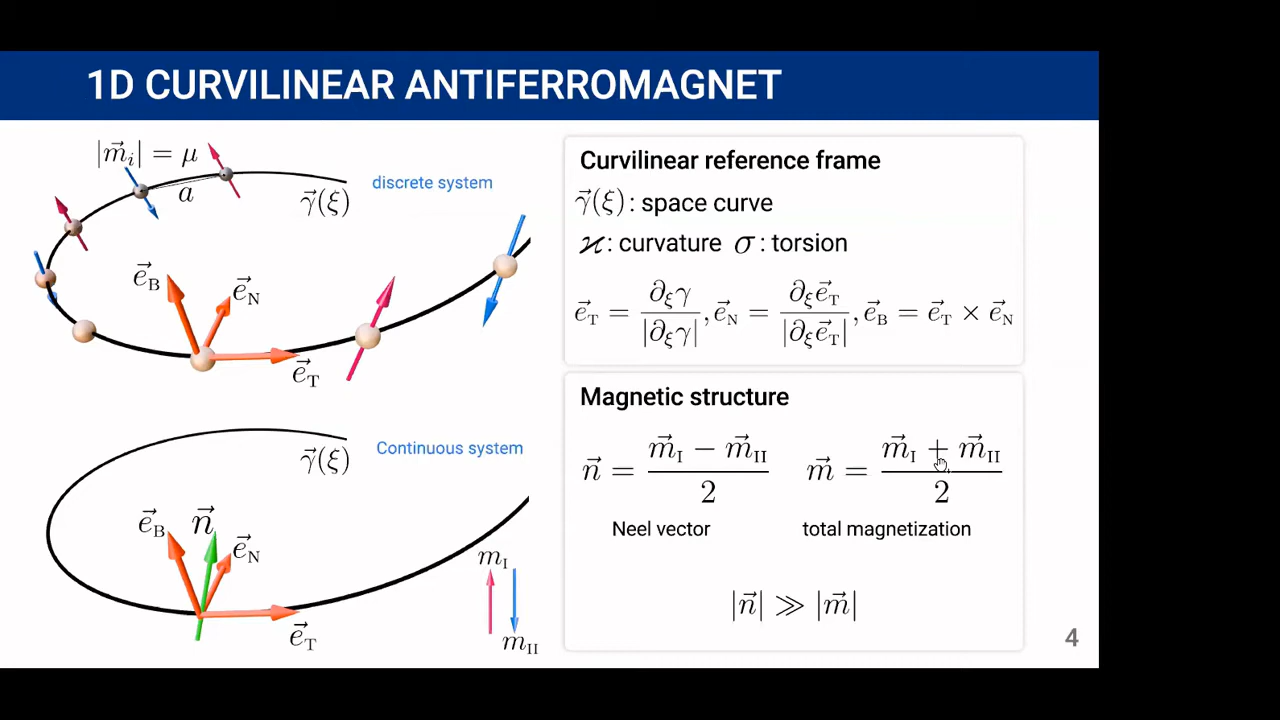 1D CURVILINEAR ANTIFERROMAGNET
|m⃗ᵢ| = μ
a
γ⃗(ξ)
discrete system
e⃗_B
e⃗_N
e⃗_T
Continuous system
γ⃗(ξ)
e⃗_B
n⃗
e⃗_N
e⃗_T
m_I
m_II
Curvilinear reference frame
γ⃗(ξ) : space curve
ϰ : curvature σ : torsion
e⃗_T = ∂_ξγ / |∂_ξγ| , e⃗_N = ∂_ξe⃗_T / |∂_ξe⃗_T| , e⃗_B = e⃗_T × e⃗_N
Magnetic structure
n⃗ = (m⃗_I − m⃗_II) / 2 m⃗ = (m⃗_I + m⃗_II) / 2
Neel vector total magnetization
|n⃗| ≫ |m⃗|
4